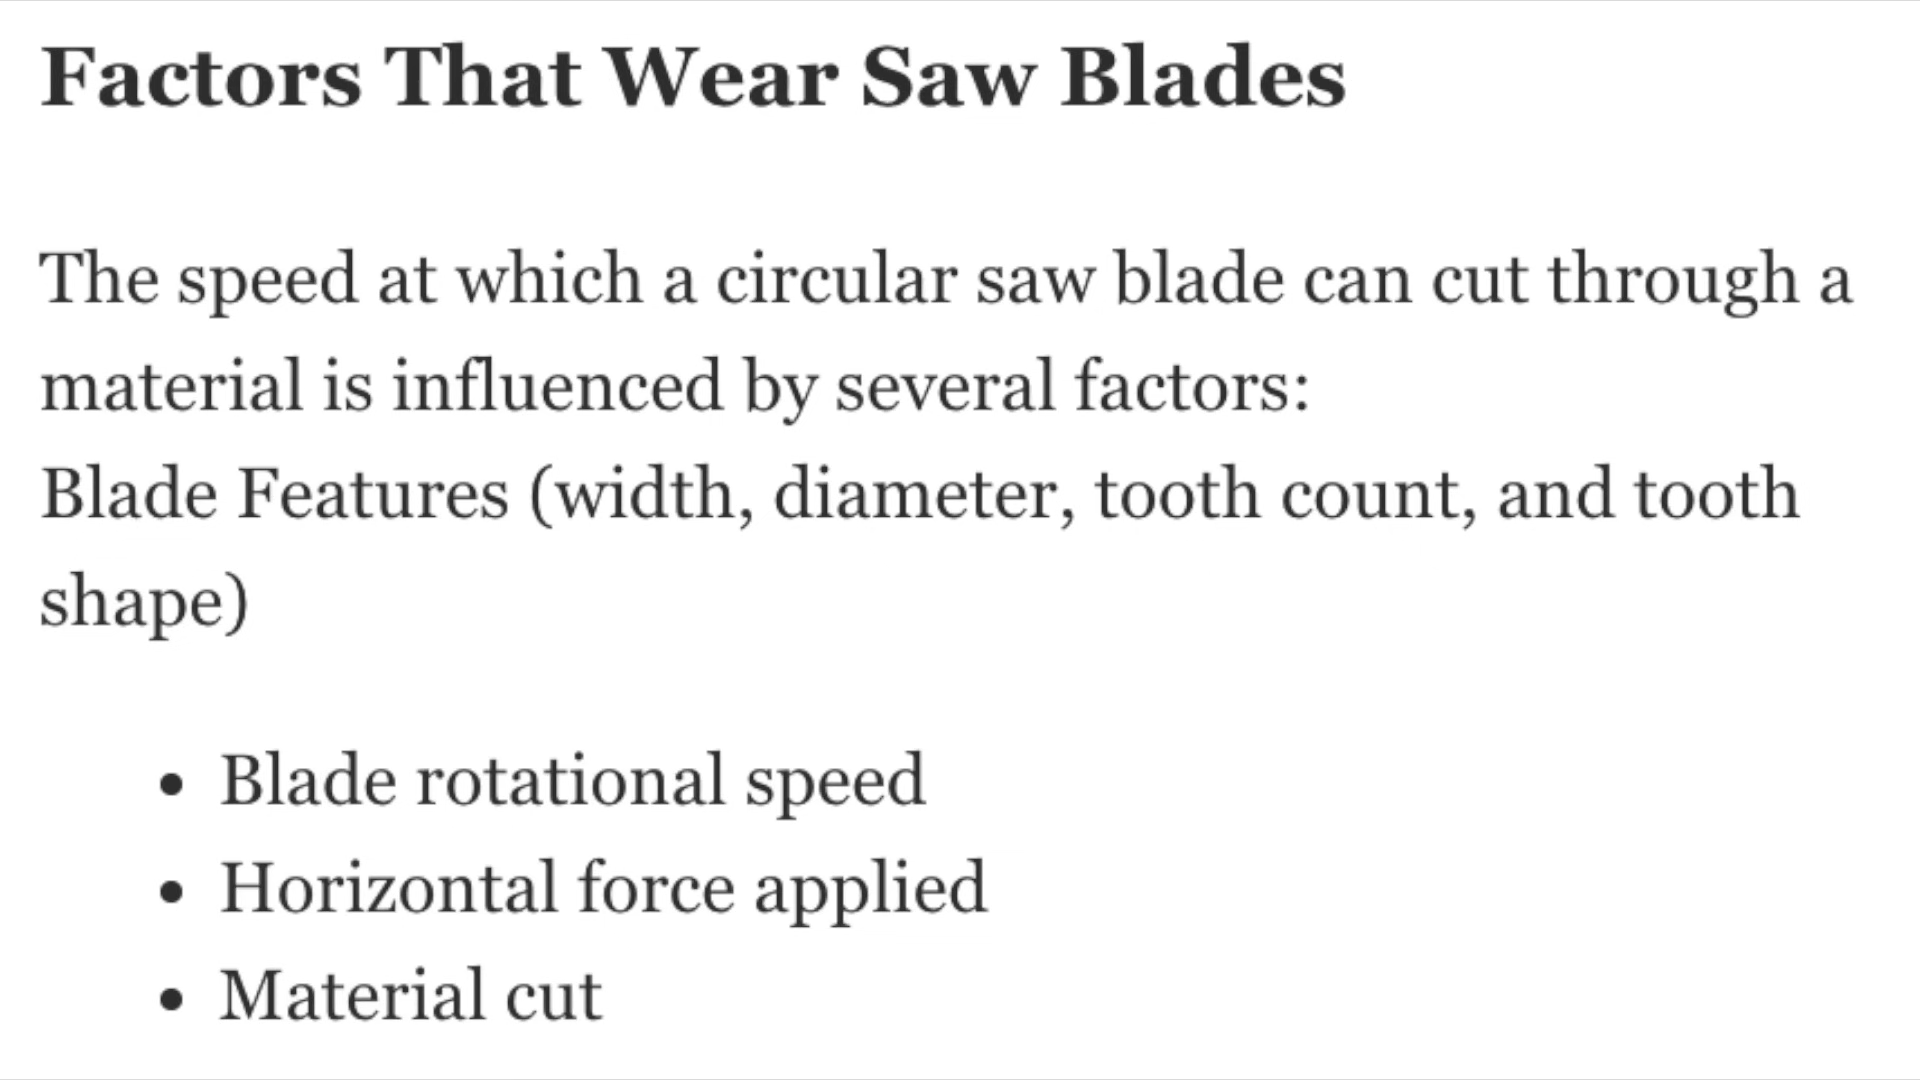 Factors That Wear Saw Blades
The speed at which a circular saw blade can cut through a
material is influenced by several factors:
Blade Features (width, diameter, tooth count, and tooth
shape)
• Blade rotational speed
• Horizontal force applied
• Material cut